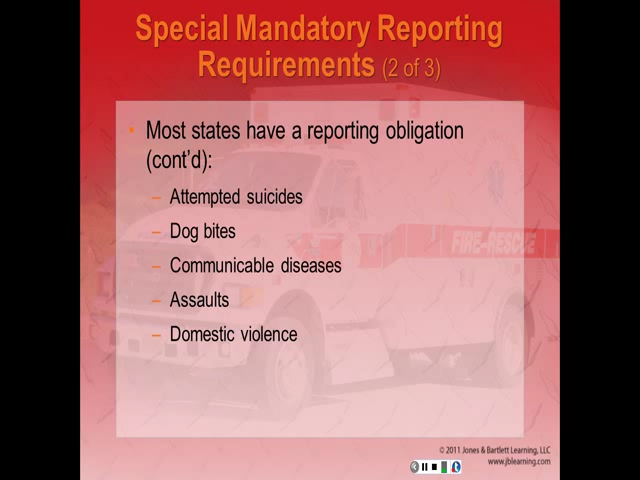 Special Mandatory Reporting
Requirements (2 of 3)
• Most states have a reporting obligation
(cont'd):
– Attempted suicides
– Dog bites
– Communicable diseases
– Assaults
– Domestic violence
FIRE-RESCUE
© 2011 Jones & Bartlett Learning, LLC
www.jblearning.com